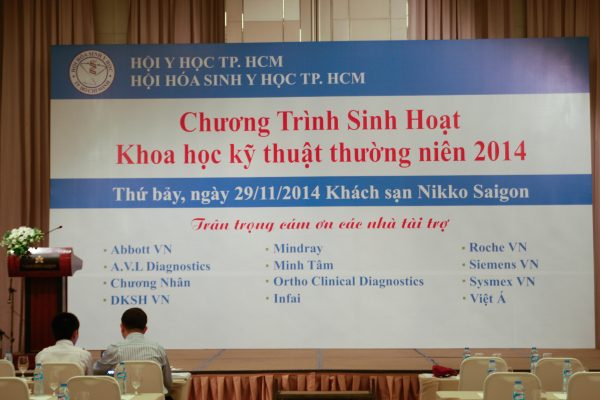 HỘI Y HỌC TP. HCM
HỘI HÓA SINH Y HỌC TP. HCM
Chương Trình Sinh Hoạt
Khoa học kỹ thuật thường niên 2014
Thứ bảy, ngày 29/11/2014 Khách sạn Nikko Saigon
Trân trọng cám ơn các nhà tài trợ
• Abbott VN
• A.V.L Diagnostics
• Chương Nhân
• DKSH VN
• Mindray
• Minh Tâm
• Ortho Clinical Diagnostics
• Infai
• Roche VN
• Siemens VN
• Sysmex VN
• Việt Á